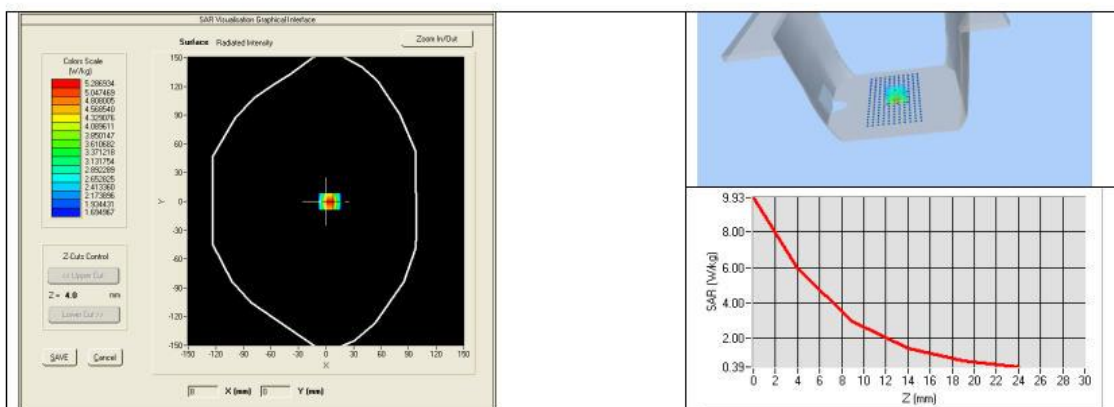 SAR Visualisation Graphical Interface
Surface Radiated Intensity
Zoom In/Out
Colors Scale
(W/kg)
5.286934
5.047469
4.808005
4.568540
4.329076
4.089611
3.850147
3.610682
3.371218
3.131754
2.892289
2.652825
2.413360
2.173896
1.934431
1.694967
Z-Cuts Control
<< Upper Cut
Z = 4.0 mm
Lower Cut >>
SAVE Cancel
Y
150-
120-
90-
60-
30-
0-
-30-
-60-
-90-
-120-
-150-
-150 -120 -90 -60 -30 0 30 60 90 120 150
X
0 X (mm) 0 Y (mm)
SAR (W/kg)
9.93-
8.00-
6.00-
4.00-
2.00-
0.39-
0 2 4 6 8 10 12 14 16 18 20 22 24 26 28 30
Z (mm)